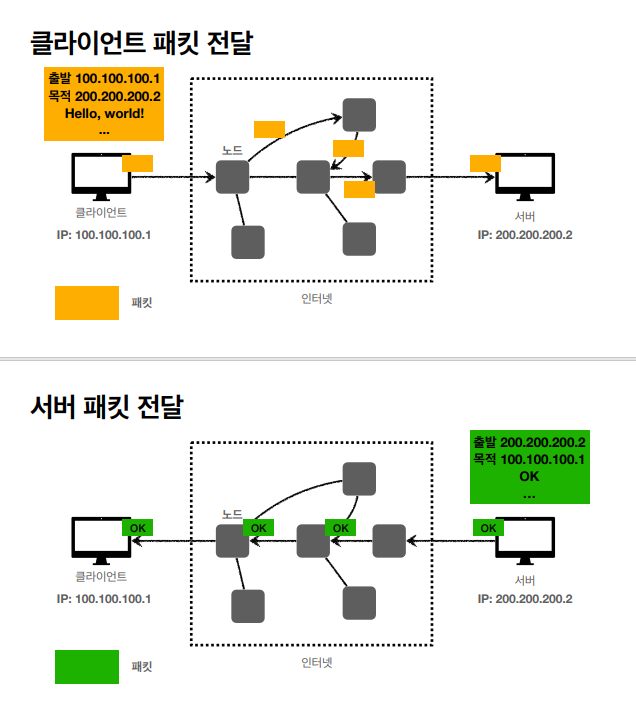 클라이언트 패킷 전달
출발 100.100.100.1
목적 200.200.200.2
Hello, world!
...
노드
클라이언트
IP: 100.100.100.1
서버
IP: 200.200.200.2
패킷
인터넷
서버 패킷 전달
출발 200.200.200.2
목적 100.100.100.1
OK
...
노드
OK
OK
OK
OK
클라이언트
IP: 100.100.100.1
서버
IP: 200.200.200.2
패킷
인터넷